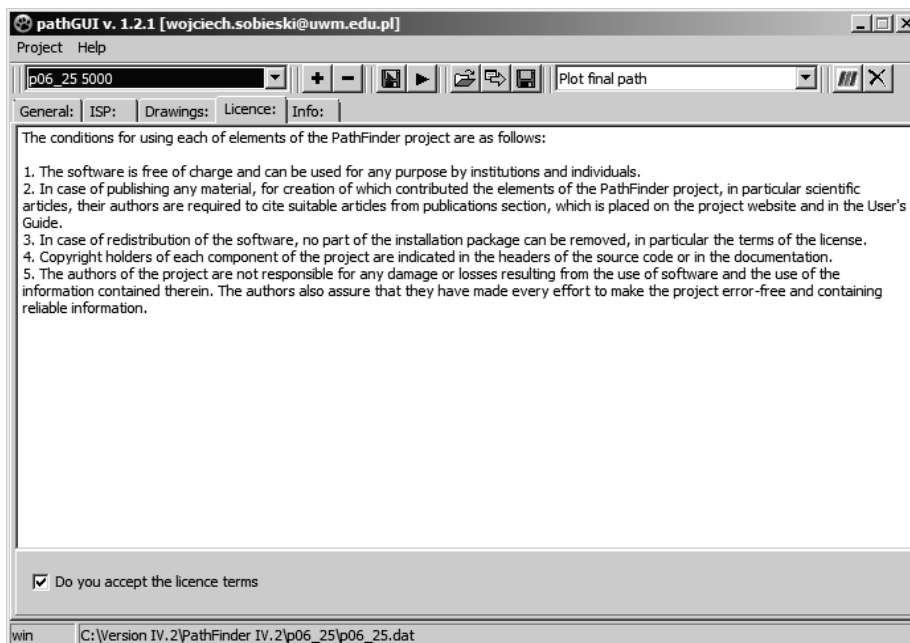 pathGUI v. 1.2.1 [wojciech.sobieski@uwm.edu.pl]
Project Help
p06_25 5000 Plot final path
General: ISP: Drawings: Licence: Info:
The conditions for using each of elements of the PathFinder project are as follows:
1. The software is free of charge and can be used for any purpose by institutions and individuals.
2. In case of publishing any material, for creation of which contributed the elements of the PathFinder project, in particular scientific
articles, their authors are required to cite suitable articles from publications section, which is placed on the project website and in the User's
Guide.
3. In case of redistribution of the software, no part of the installation package can be removed, in particular the terms of the license.
4. Copyright holders of each component of the project are indicated in the headers of the source code or in the documentation.
5. The authors of the project are not responsible for any damage or losses resulting from the use of software and the use of the
information contained therein. The authors also assure that they have made every effort to make the project error-free and containing
reliable information.
Do you accept the licence terms
win C:\Version IV.2\PathFinder IV.2\p06_25\p06_25.dat